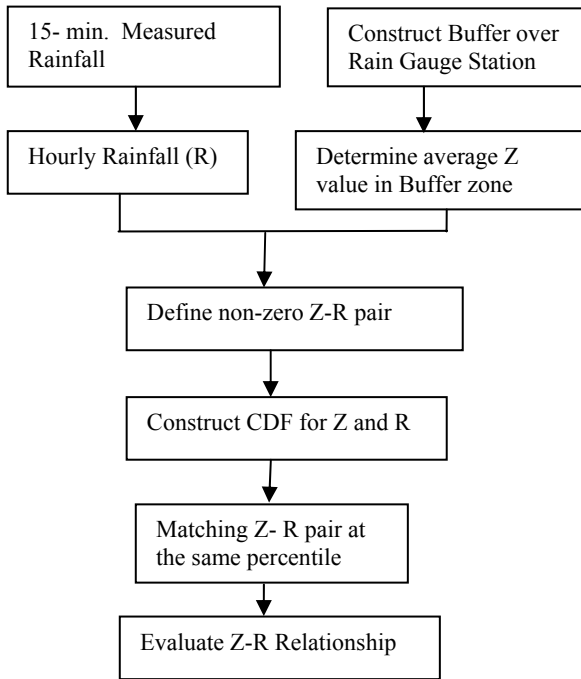 15- min. Measured
Rainfall
Construct Buffer over
Rain Gauge Station
Hourly Rainfall (R)
Determine average Z
value in Buffer zone
Define non-zero Z-R pair
Construct CDF for Z and R
Matching Z- R pair at
the same percentile
Evaluate Z-R Relationship